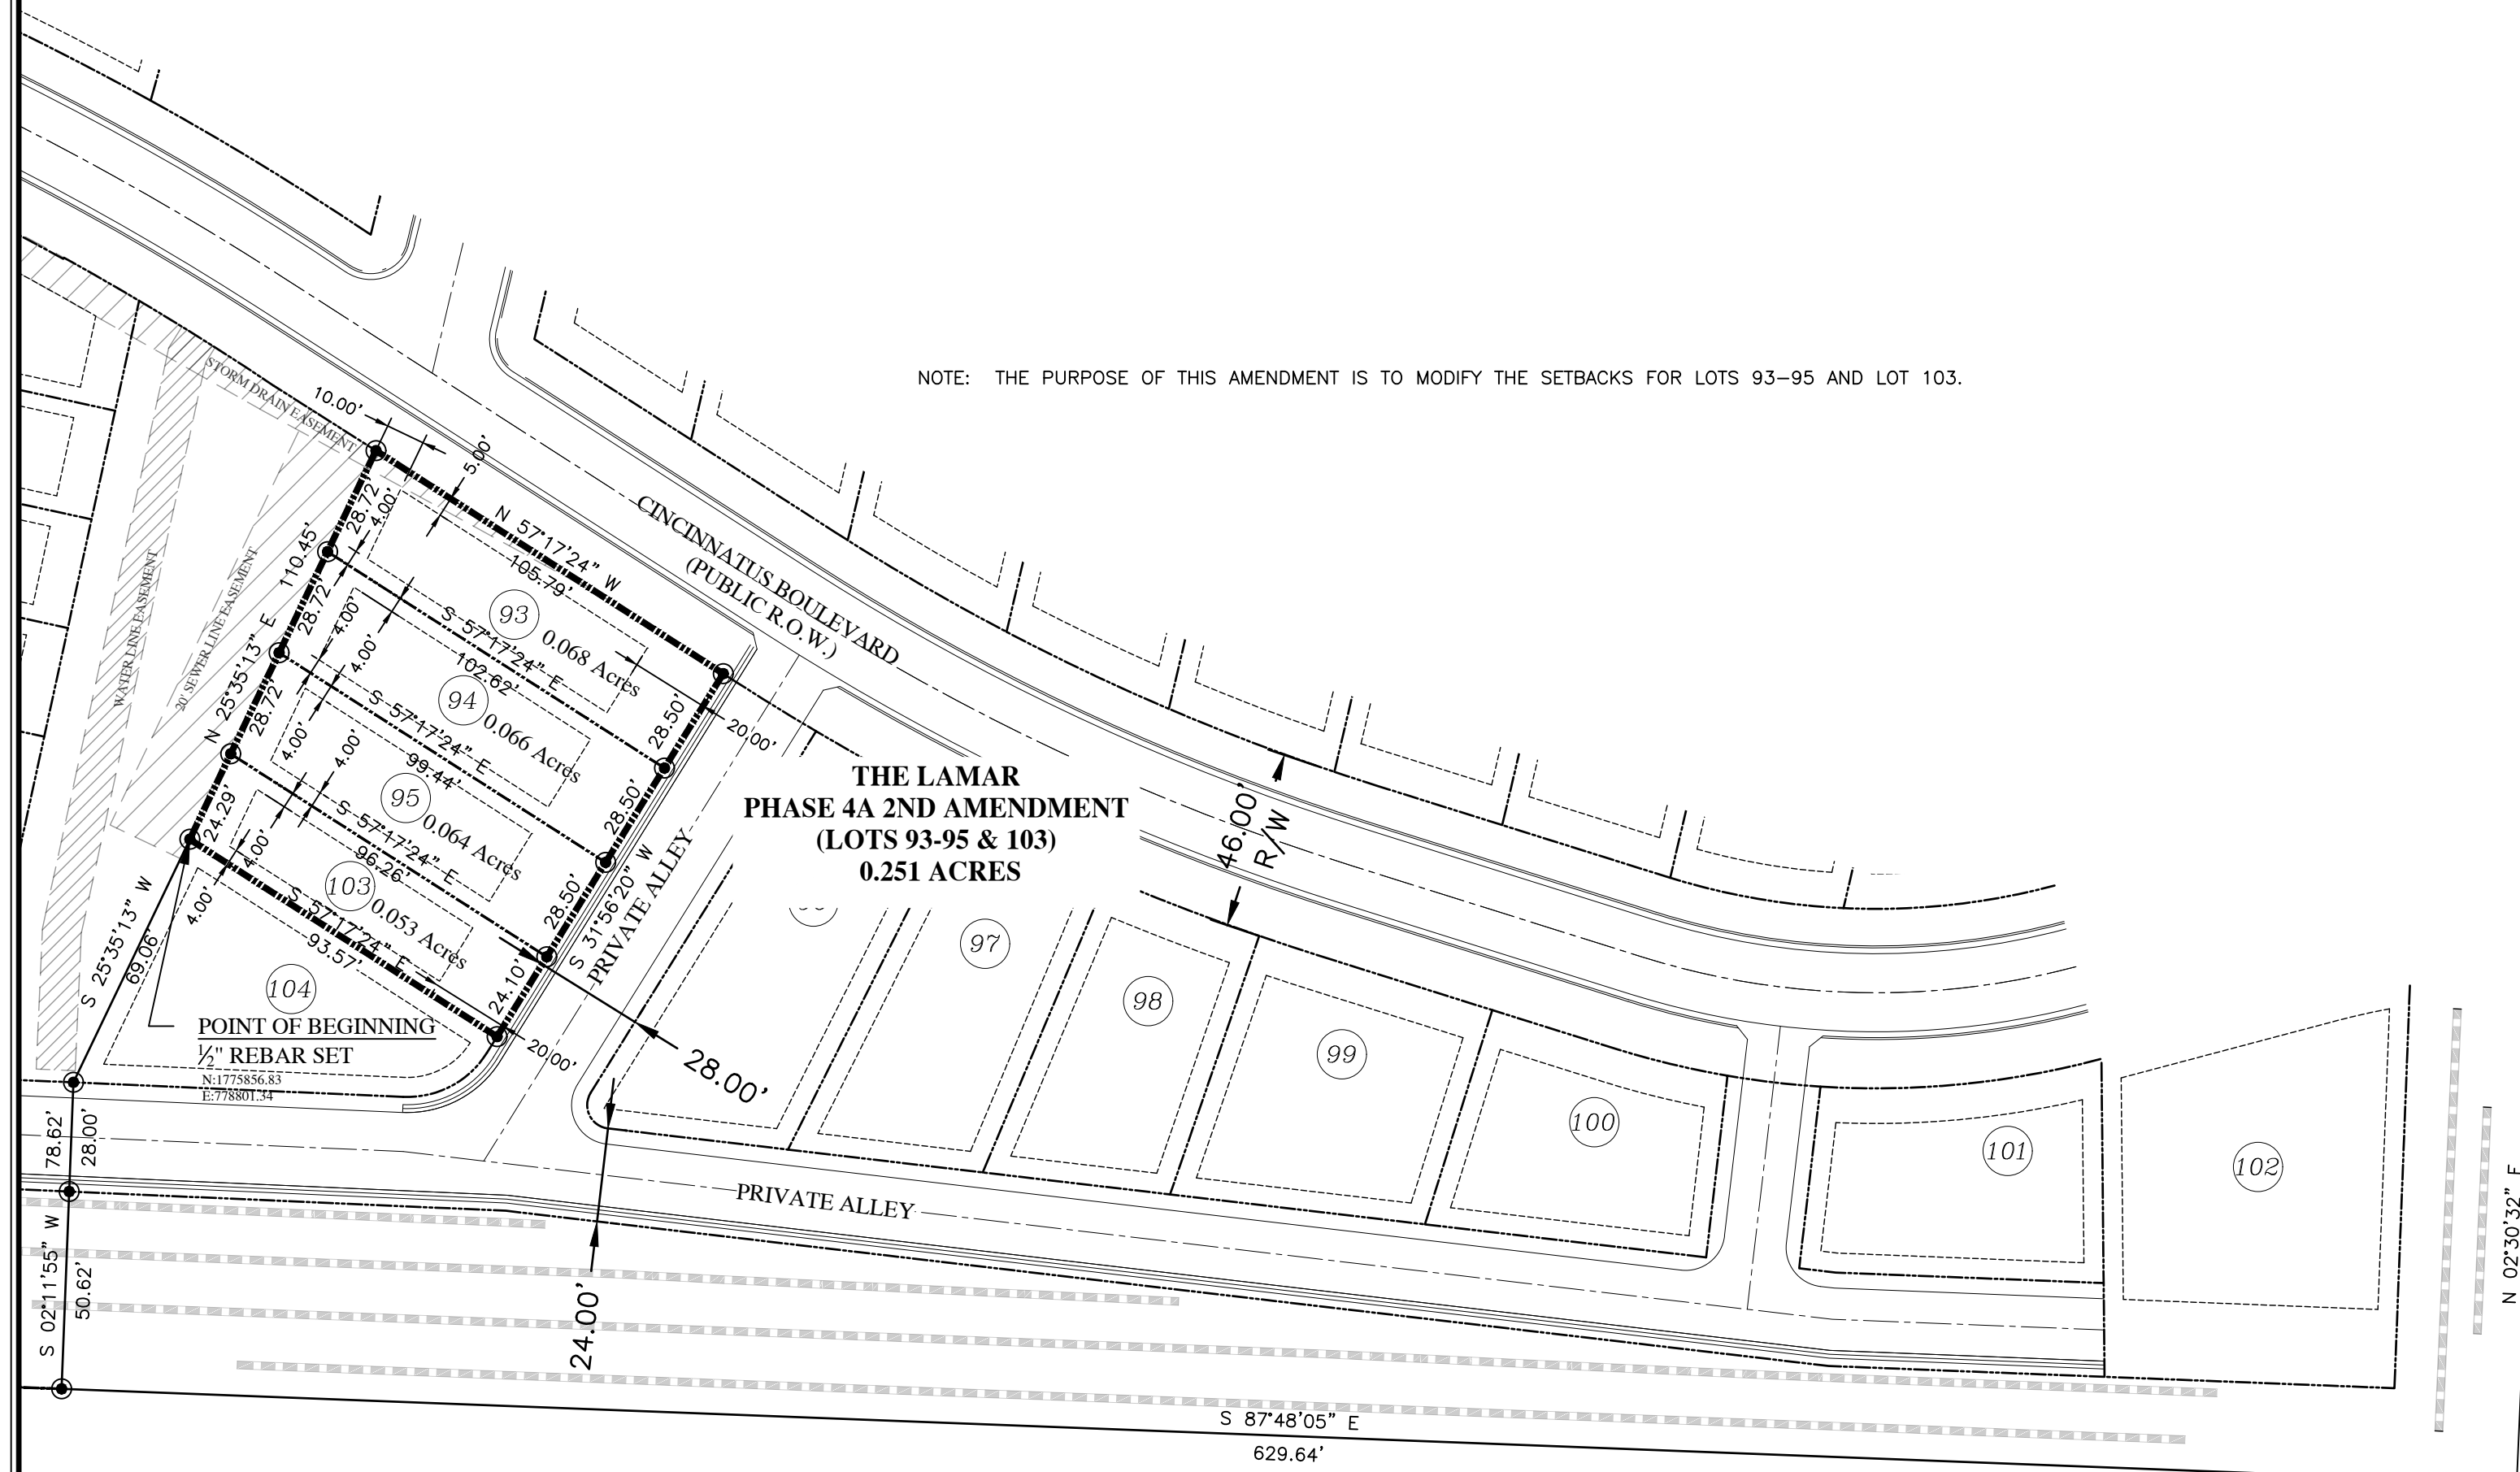 NOTE: THE PURPOSE OF THIS AMENDMENT IS TO MODIFY THE SETBACKS FOR LOTS 93-95 AND LOT 103.
STORM DRAIN EASEMENT
10.00'
5.00'
N 57°17'24" W
105.79'
CINCINNATUS BOULEVARD
(PUBLIC R.O.W.)
28.72'
4.00'
110.45'
N 25°35'13" E
WATER LINE EASEMENT
20' SEWER LINE EASEMENT
93
0.068 Acres
S 57°17'24" E
102.62'
28.72'
4.00'
4.00'
28.50'
20.00'
94
0.066 Acres
S 57°17'24" E
99.44'
28.72'
4.00'
4.00'
28.50'
95
0.064 Acres
S 57°17'24" E
96.26'
24.29'
4.00'
4.00'
28.50'
103
0.053 Acres
S 57°17'24" E
93.57'
24.10'
20.00'
S 31°56'20" W
PRIVATE ALLEY
THE LAMAR
PHASE 4A 2ND AMENDMENT
(LOTS 93-95 & 103)
0.251 ACRES
46.00'
R/W
97
98
99
100
101
102
104
S 25°35'13" W
69.06'
POINT OF BEGINNING
½" REBAR SET
N:1775856.83
E:778801.34
28.00'
78.62'
28.00'
PRIVATE ALLEY
S 02°11'55" W
50.62'
24.00'
N 02°30'32" E
S 87°48'05" E
629.64'